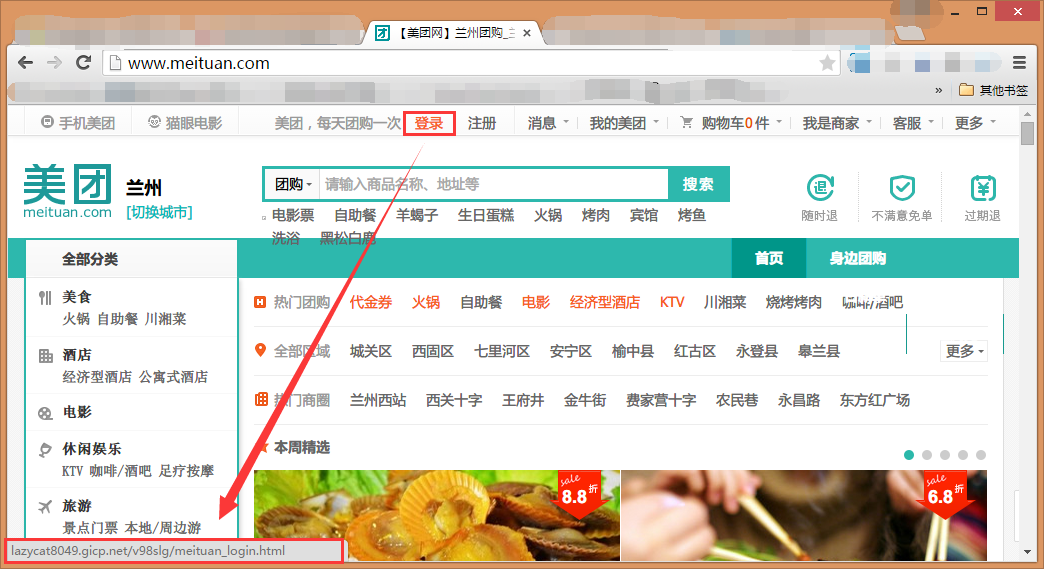 【美团网】兰州团购_
www.meituan.com
» 其他书签
手机美团 猫眼电影 美团，每天团购一次 登录 注册 消息 我的美团 购物车0件 我是商家 客服 更多
美团 兰州
meituan.com [切换城市]
团购 请输入商品名称、地址等 搜索
电影票 自助餐 羊蝎子 生日蛋糕 火锅 烤肉 宾馆 烤鱼
洗浴 黑松白鹿
随时退 不满意免单 过期退
全部分类 首页 身边团购
美食
火锅 自助餐 川湘菜
酒店
经济型酒店 公寓式酒店
电影
休闲娱乐
KTV 咖啡/酒吧 足疗按摩
旅游
景点门票 本地/周边游
热门团购 代金券 火锅 自助餐 电影 经济型酒店 KTV 川湘菜 烧烤烤肉 咖啡/酒吧
全部区域 城关区 西固区 七里河区 安宁区 榆中县 红古区 永登县 皋兰县 更多
热门商圈 兰州西站 西关十字 王府井 金牛街 费家营十字 农民巷 永昌路 东方红广场
本周精选
sale
8.8折
sale
6.8折
lazycat8049.gicp.net/v98slg/meituan_login.html